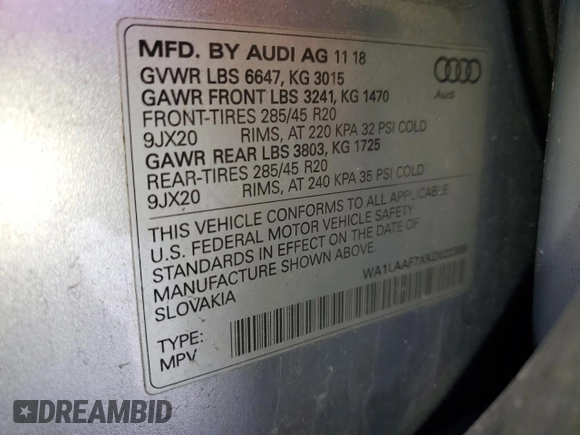 MFD. BY AUDI AG 11 18
GVWR LBS 6647, KG 3015
GAWR FRONT LBS 3241, KG 1470
FRONT-TIRES 285/45 R20
9JX20 RIMS, AT 220 KPA 32 PSI COLD
GAWR REAR LBS 3803, KG 1725
REAR-TIRES 285/45 R20
9JX20 RIMS, AT 240 KPA 35 PSI COLD
THIS VEHICLE CONFORMS TO ALL APPLICABLE
U.S. FEDERAL MOTOR VEHICLE SAFETY
STANDARDS IN EFFECT ON THE DATE OF
MANUFACTURE SHOWN ABOVE.
SLOVAKIA
TYPE:
MPV
Audi
DREAMBID